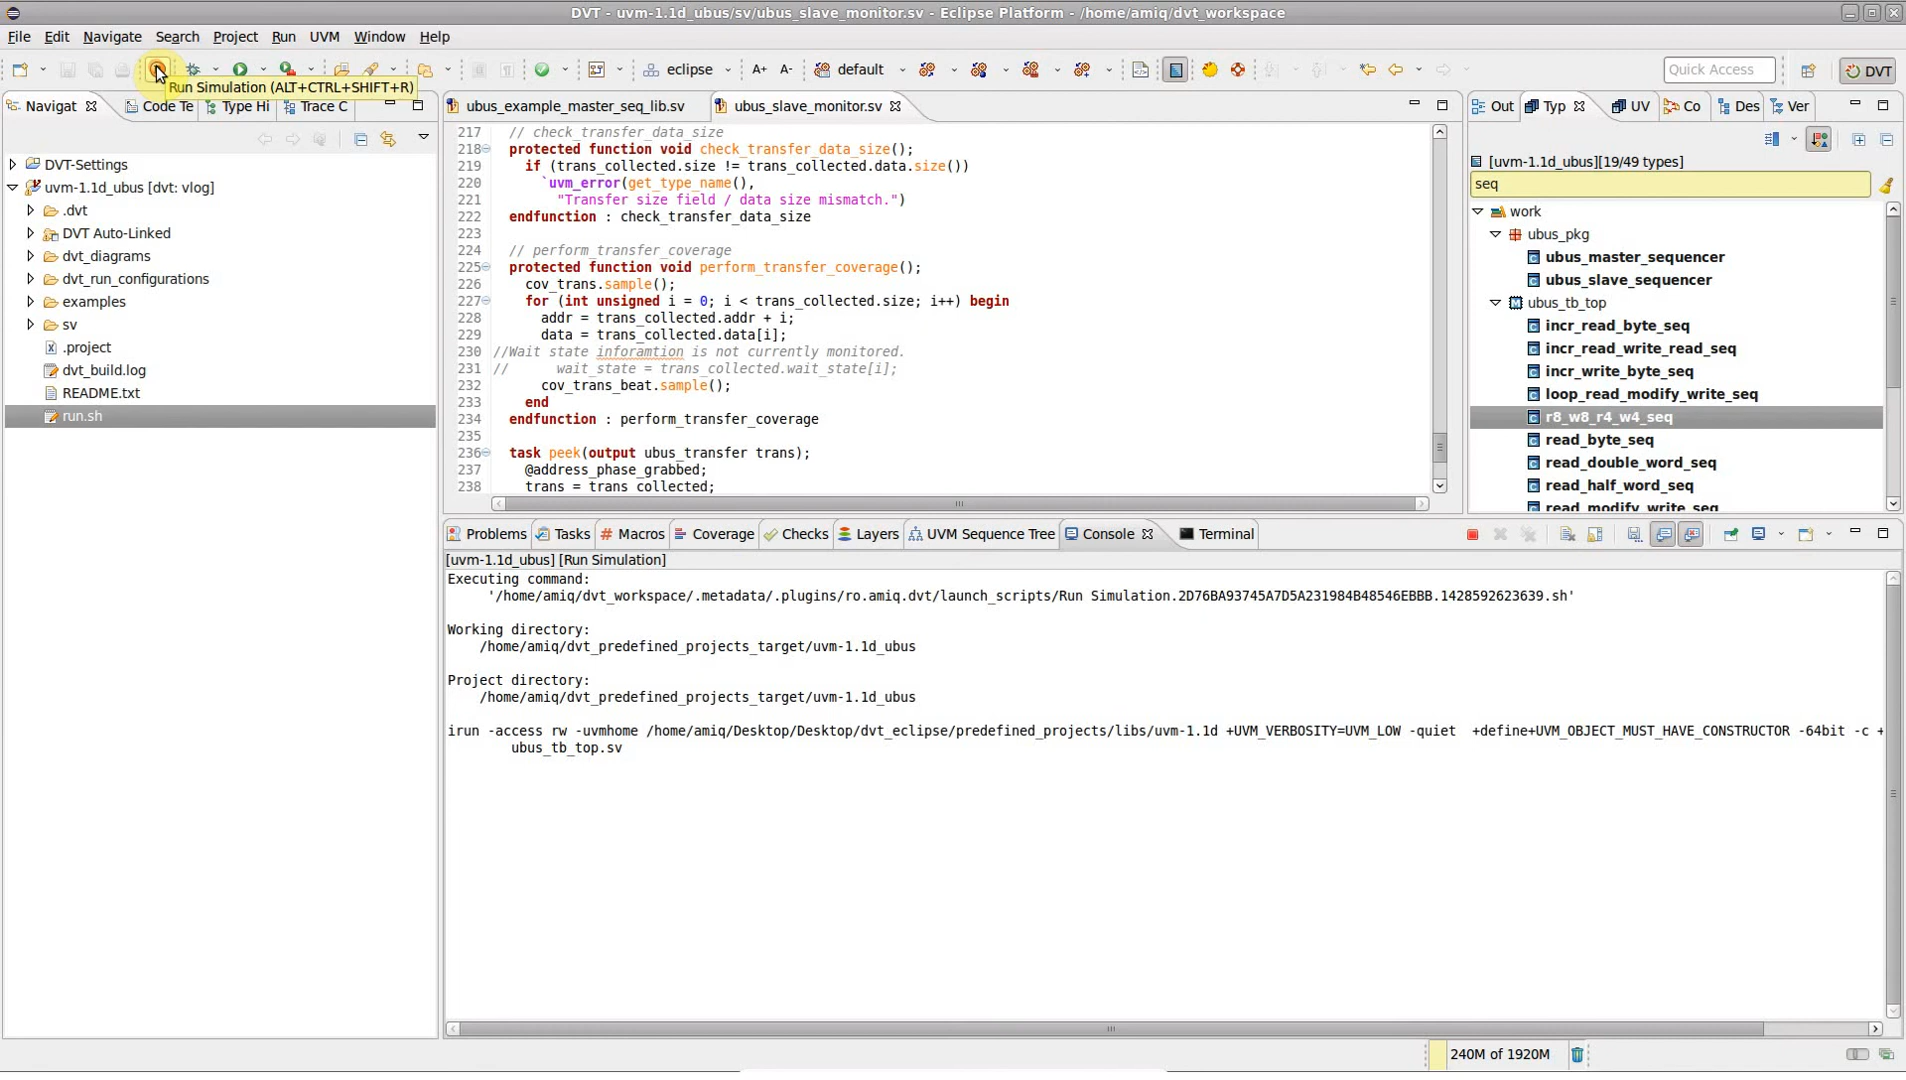 DVT - uvm-1.1d_ubus/sv/ubus_slave_monitor.sv - Eclipse Platform - /home/amiq/dvt_workspace
File Edit Navigate Search Project Run UVM Window Help
eclipse A+ A- default Quick Access DVT
Run Simulation (ALT+CTRL+SHIFT+R)
Navigat Code Te Type Hi Trace C
DVT-Settings
uvm-1.1d_ubus [dvt: vlog]
.dvt
DVT Auto-Linked
dvt_diagrams
dvt_run_configurations
examples
sv
.project
dvt_build.log
README.txt
run.sh
ubus_example_master_seq_lib.sv ubus_slave_monitor.sv
217 // check_transfer_data_size
218 protected function void check_transfer_data_size();
219 if (trans_collected.size != trans_collected.data.size())
220 `uvm_error(get_type_name(),
221 "Transfer size field / data size mismatch.")
222 endfunction : check_transfer_data_size
223
224 // perform_transfer_coverage
225 protected function void perform_transfer_coverage();
226 cov_trans.sample();
227 for (int unsigned i = 0; i < trans_collected.size; i++) begin
228 addr = trans_collected.addr + i;
229 data = trans_collected.data[i];
230 //Wait state inforamtion is not currently monitored.
231 // wait_state = trans_collected.wait_state[i];
232 cov_trans_beat.sample();
233 end
234 endfunction : perform_transfer_coverage
235
236 task peek(output ubus_transfer trans);
237 @address_phase_grabbed;
238 trans = trans_collected;
Out Typ UV Co Des Ver
[uvm-1.1d_ubus][19/49 types]
seq
work
ubus_pkg
ubus_master_sequencer
ubus_slave_sequencer
ubus_tb_top
incr_read_byte_seq
incr_read_write_read_seq
incr_write_byte_seq
loop_read_modify_write_seq
r8_w8_r4_w4_seq
read_byte_seq
read_double_word_seq
read_half_word_seq
read_modify_write_seq
Problems Tasks Macros Coverage Checks Layers UVM Sequence Tree Console Terminal
[uvm-1.1d_ubus] [Run Simulation]
Executing command:
'/home/amiq/dvt_workspace/.metadata/.plugins/ro.amiq.dvt/launch_scripts/Run Simulation.2D76BA93745A7D5A231984B48546EBBB.1428592623639.sh'
Working directory:
/home/amiq/dvt_predefined_projects_target/uvm-1.1d_ubus
Project directory:
/home/amiq/dvt_predefined_projects_target/uvm-1.1d_ubus
irun -access rw -uvmhome /home/amiq/Desktop/Desktop/dvt_eclipse/predefined_projects/libs/uvm-1.1d +UVM_VERBOSITY=UVM_LOW -quiet +define+UVM_OBJECT_MUST_HAVE_CONSTRUCTOR -64bit -c +
ubus_tb_top.sv
240M of 1920M